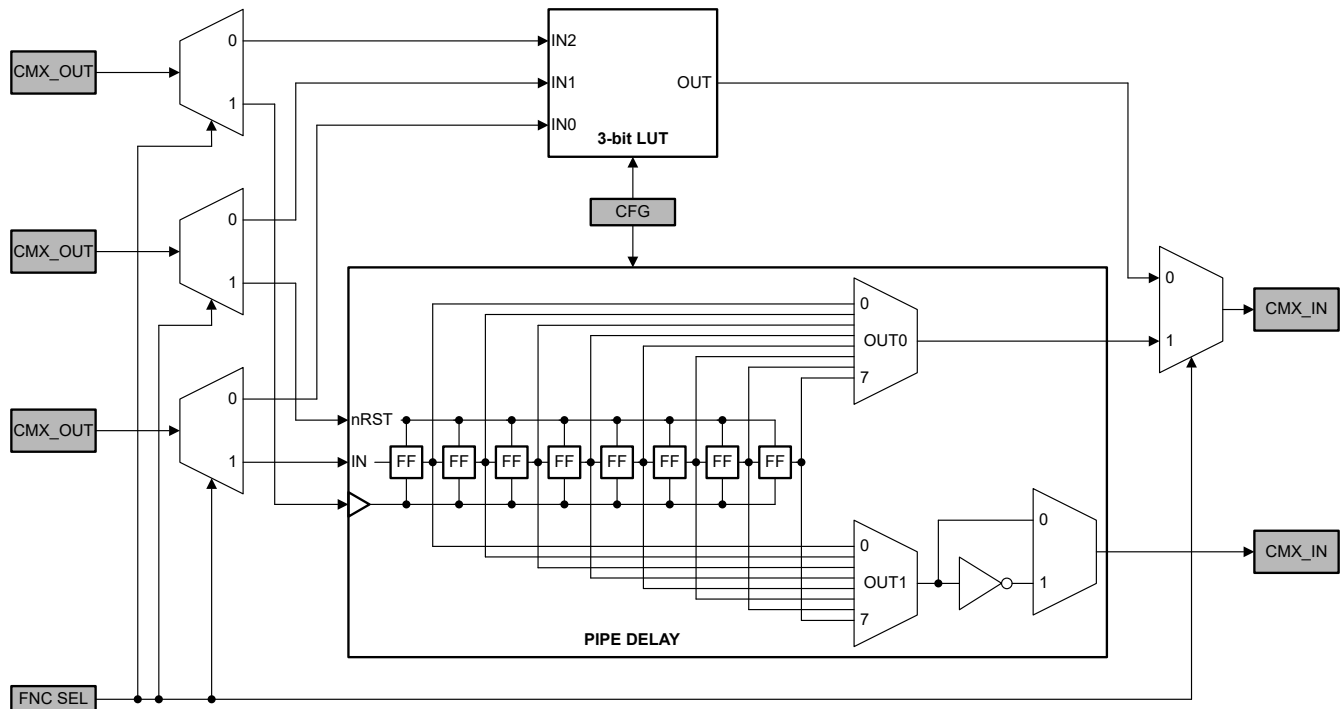 CMX_OUT
0
1
IN2
IN1
IN0
OUT
3-bit LUT
CMX_OUT
0
1
CFG
CMX_OUT
0
1
nRST
IN
FF FF FF FF FF FF FF FF
0
OUT0
7
0
OUT1
7
0
1
PIPE DELAY
0
1
CMX_IN
CMX_IN
FNC SEL